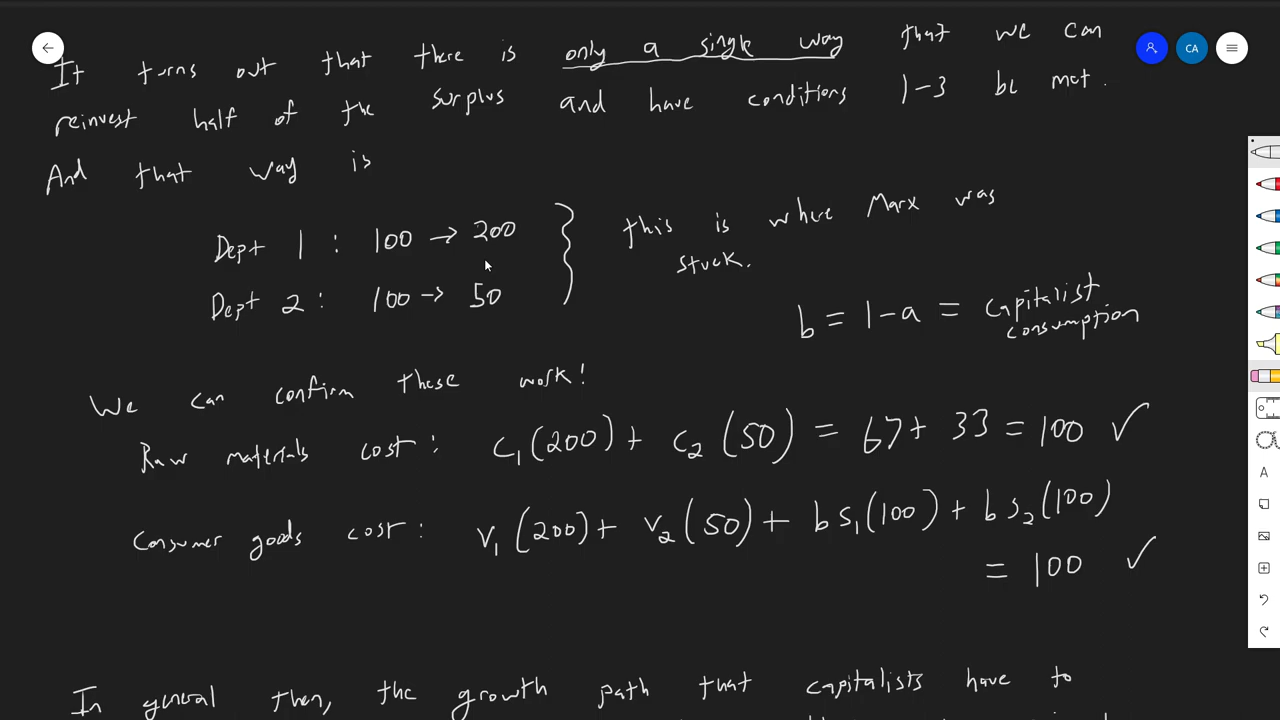 It turns out that there is only a single way that we can
reinvest half of the surplus and have conditions 1-3 be met.
And that way is
Dept 1 : 100 → 200
Dept 2 : 100 → 50
this is where Marx was
stuck.
b = 1-a = capitalist
consumption
We can confirm these work!
Raw materials cost : c₁(200) + c₂(50) = 67 + 33 = 100 ✓
Consumer goods cost : v₁(200) + v₂(50) + b s₁(100) + b s₂(100)
= 100 ✓
In general then, the growth path that capitalists have to
CA
A